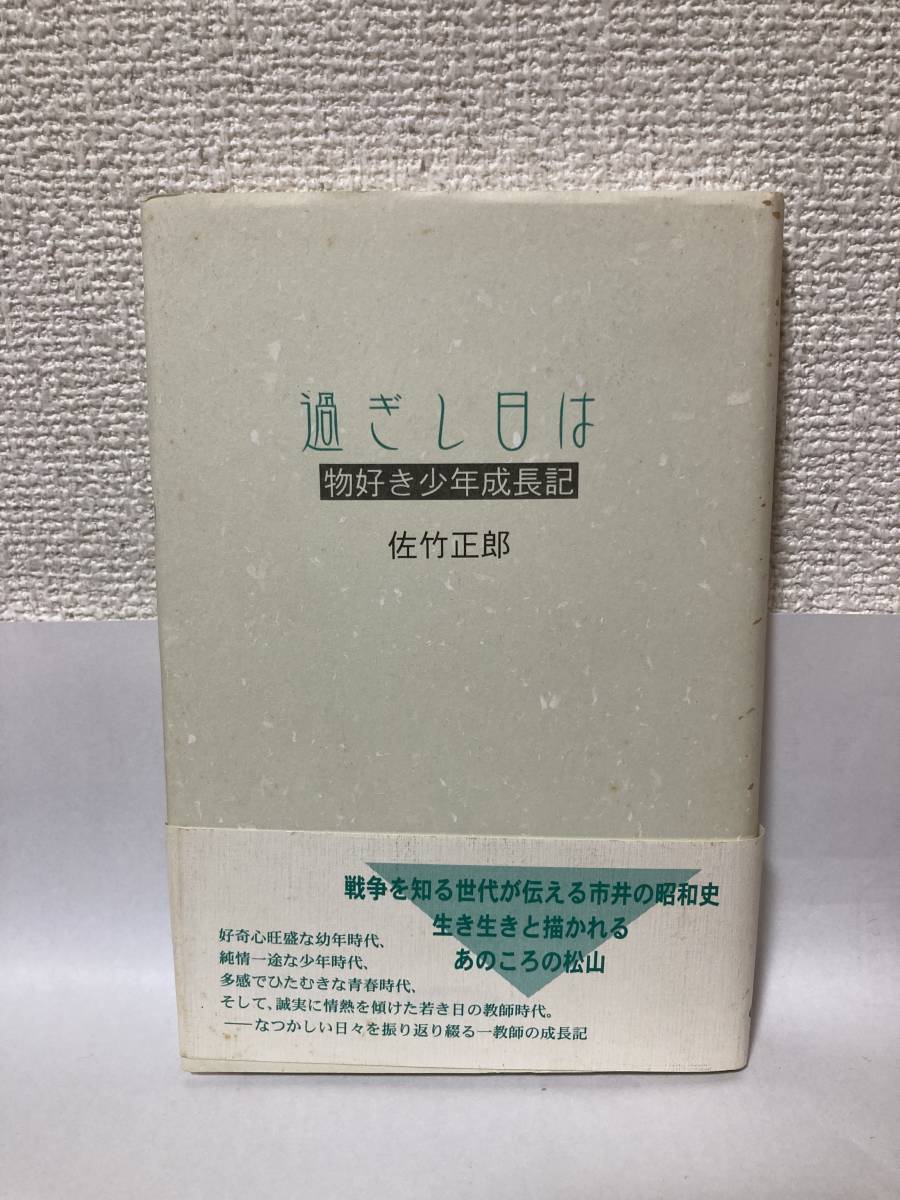 過ぎし日は
物好き少年成長記
佐竹正郎
戦争を知る世代が伝える市井の昭和史
生き生きと描かれる
あのころの松山
好奇心旺盛な幼年時代、
純情一途な少年時代、
多感でひたむきな青春時代、
そして、誠実に情熱を傾けた若き日の教師時代。
――なつかしい日々を振り返り綴る一教師の成長記